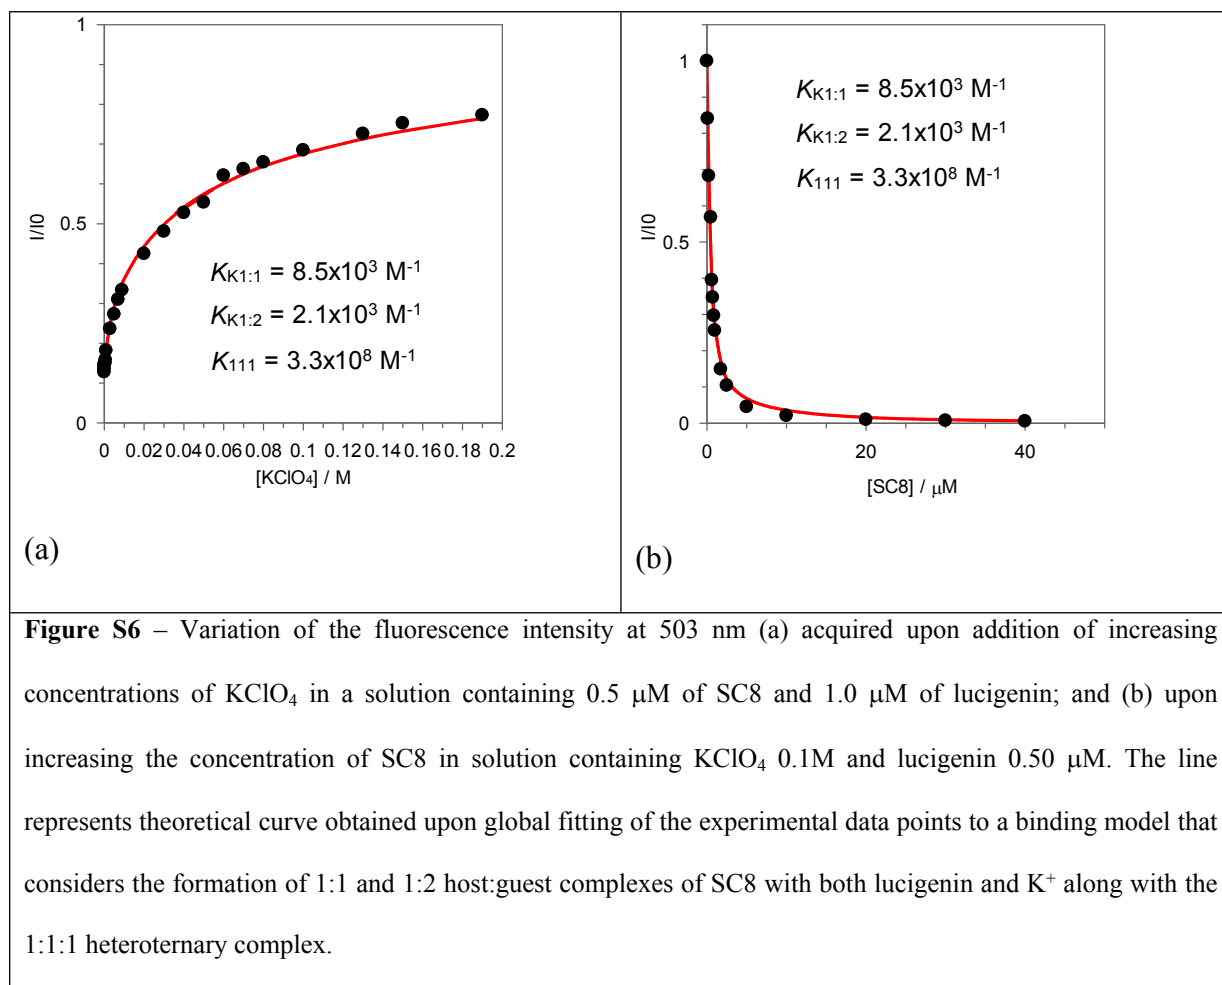 1
0.5
0
I/I0
K_K1:1 = 8.5x10³ M⁻¹
K_K1:2 = 2.1x10³ M⁻¹
K₁₁₁ = 3.3x10⁸ M⁻¹
0 0.02 0.04 0.06 0.08 0.10 0.12 0.14 0.16 0.18 0.2
[KClO₄] / M
(a)
1
0.5
0
I/I0
K_K1:1 = 8.5x10³ M⁻¹
K_K1:2 = 2.1x10³ M⁻¹
K₁₁₁ = 3.3x10⁸ M⁻¹
0 20 40
[SC8] / μM
(b)
Figure S6 – Variation of the fluorescence intensity at 503 nm (a) acquired upon addition of increasing
concentrations of KClO₄ in a solution containing 0.5 μM of SC8 and 1.0 μM of lucigenin; and (b) upon
increasing the concentration of SC8 in solution containing KClO₄ 0.1M and lucigenin 0.50 μM. The line
represents theoretical curve obtained upon global fitting of the experimental data points to a binding model that
considers the formation of 1:1 and 1:2 host:guest complexes of SC8 with both lucigenin and K⁺ along with the
1:1:1 heteroternary complex.